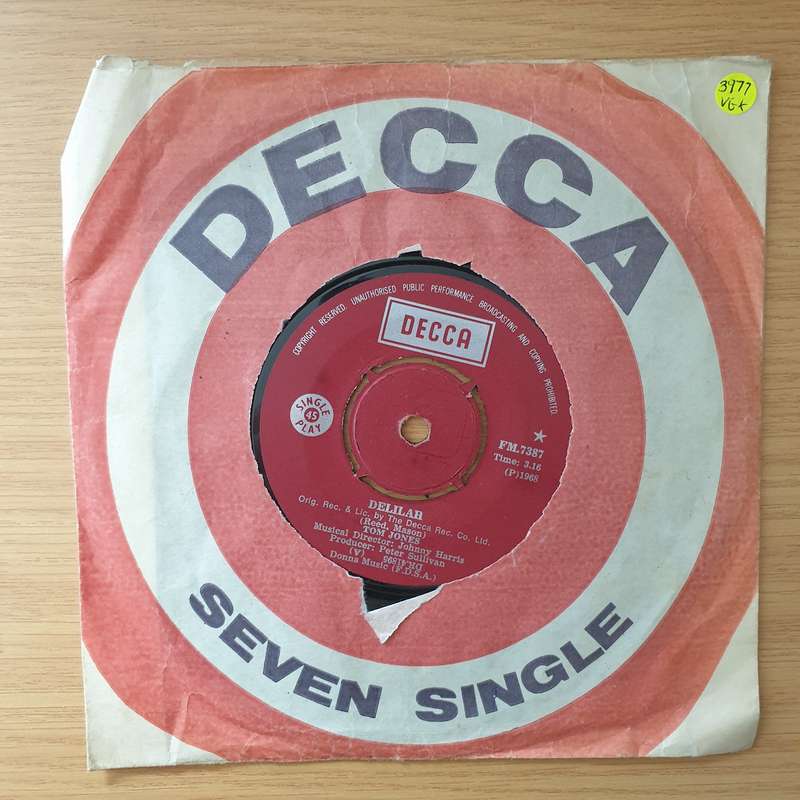 3977
VG+
DECCA
COPYRIGHT RESERVED. UNAUTHORISED PUBLIC PERFORMANCE BROADCASTING AND COPYING PROHIBITED.
DECCA
SINGLE
45
PLAY
FM.7387
Time: 3.16
(P)1968
DELILAH
Orig. Rec. & Lic. by The Decca Rec. Co. Ltd.
(Reed, Mason)
TOM JONES
Musical Director: Johnny Harris
Producer: Peter Sullivan
(V) DR.41895
Donna Music (F.D.S.A.)
SEVEN SINGLE